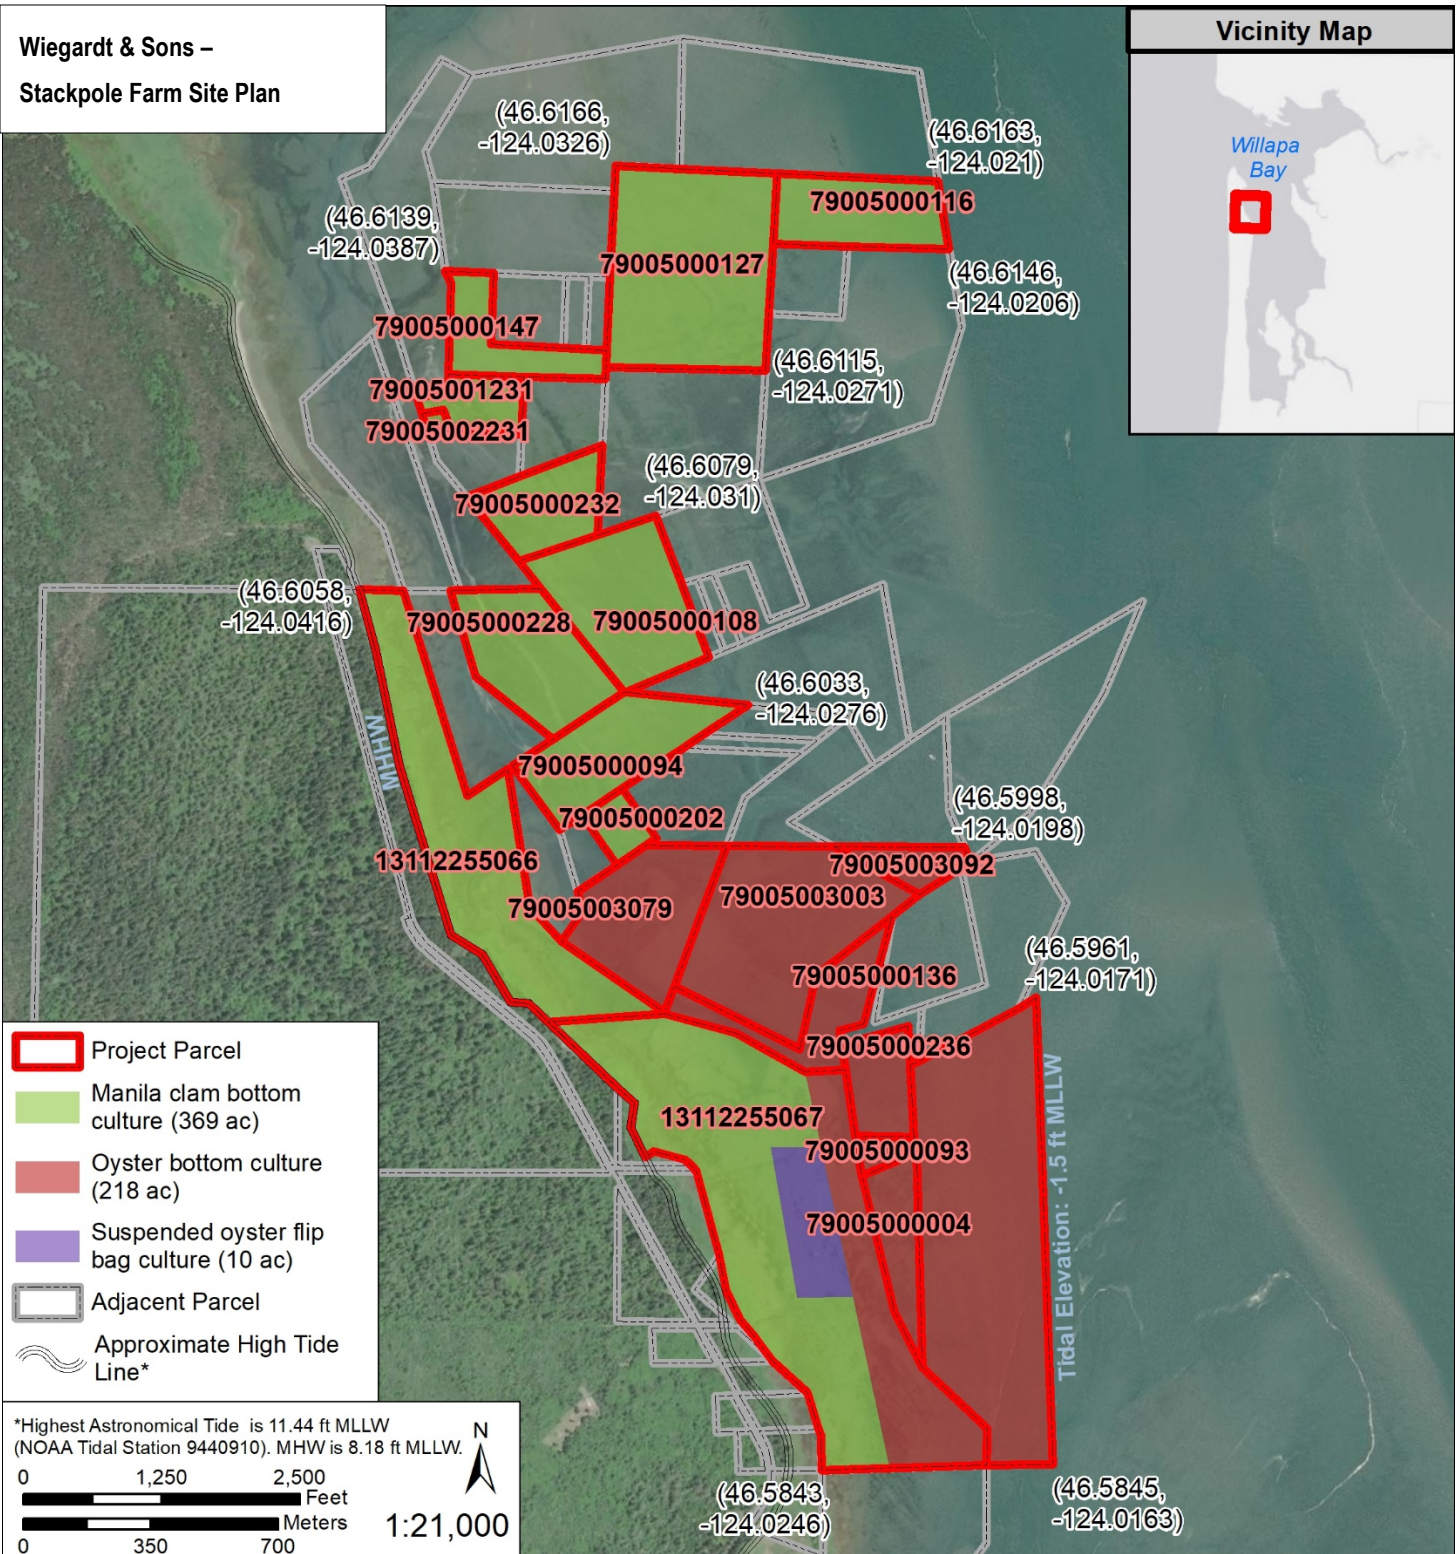 Wiegardt & Sons –
Stackpole Farm Site Plan
Vicinity Map
Willapa
Bay
(46.6166,
-124.0326)
(46.6163,
-124.021)
79005000116
(46.6139,
-124.0387)
79005000127
(46.6146,
-124.0206)
79005000147
(46.6115,
-124.0271)
79005001231
79005002231
(46.6079,
-124.031)
79005000232
(46.6058,
-124.0416)
79005000228
79005000108
(46.6033,
-124.0276)
MHHW
79005000094
(46.5998,
-124.0198)
79005000202
13112255066
79005003092
79005003003
79005003079
(46.5961,
-124.0171)
79005000136
79005000236
13112255067
79005000093
79005000004
Tidal Elevation: -1.5 ft MLLW
Project Parcel
Manila clam bottom
culture (369 ac)
Oyster bottom culture
(218 ac)
Suspended oyster flip
bag culture (10 ac)
Adjacent Parcel
Approximate High Tide
Line*
*Highest Astronomical Tide is 11.44 ft MLLW
(NOAA Tidal Station 9440910). MHW is 8.18 ft MLLW.
N
0 1,250 2,500
Feet
Meters
0 350 700
1:21,000
(46.5843,
-124.0246)
(46.5845,
-124.0163)